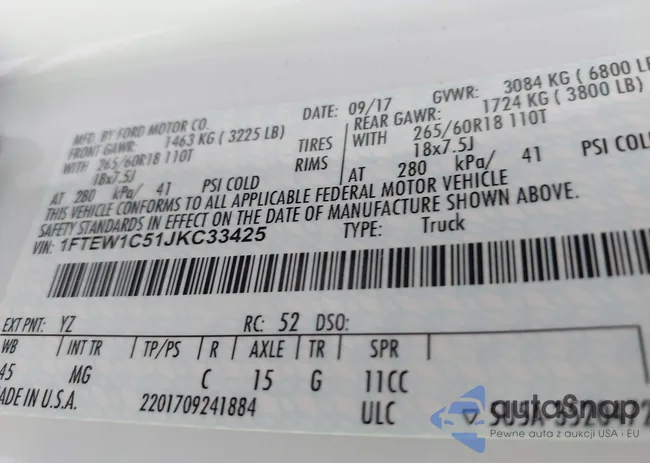 MFD. BY FORD MOTOR CO.
DATE: 09/17 GVWR: 3084 KG ( 6800 LB
FRONT GAWR: 1463 KG ( 3225 LB)
REAR GAWR: 1724 KG ( 3800 LB)
WITH 265/60R18 110T TIRES WITH 265/60R18 110T
18x7.5J RIMS 18x7.5J
AT 280 kPa/ 41 PSI COLD AT 280 kPa/ 41 PSI COLD
THIS VEHICLE CONFORMS TO ALL APPLICABLE FEDERAL MOTOR VEHICLE
SAFETY STANDARDS IN EFFECT ON THE DATE OF MANUFACTURE SHOWN ABOVE.
VIN: 1FTEW1C51JKC33425 TYPE: Truck
EXT PNT: YZ RC: 52 DSO:
WB INT TR TP/PS R AXLE TR SPR
45 MG C 15 G 11CC
MADE IN U.S.A. 2201709241884 ULC
autoSnap
Pewne auta z aukcji USA i EU